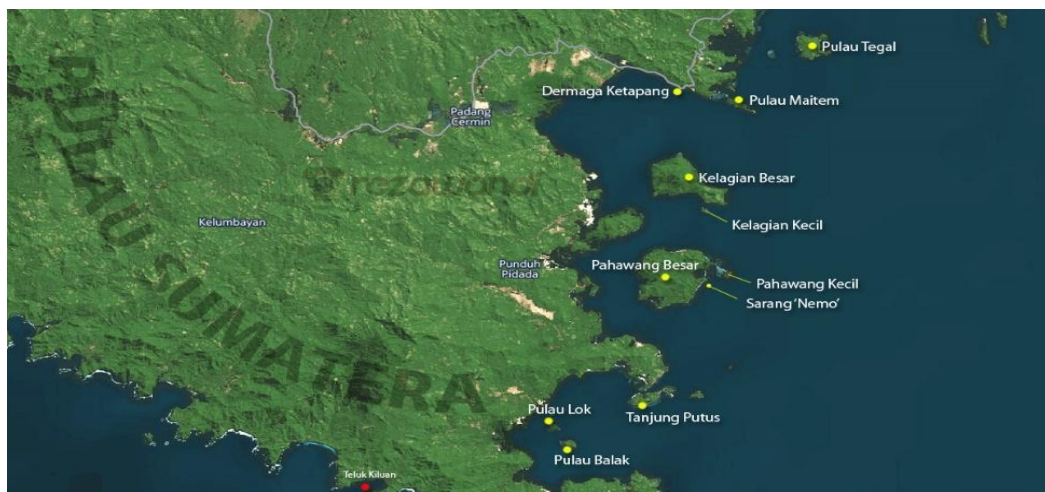 Pulau Tegal
Dermaga Ketapang
Pulau Maitem
Padang
Cermin
Kelagian Besar
Kelumbayan
Kelagian Kecil
Punduh
Pidada
Pahawang Besar
Pahawang Kecil
Sarang 'Nemo'
PULAU SUMATERA
Pulau Lok
Tanjung Putus
Pulau Balak
Teluk Kiluan